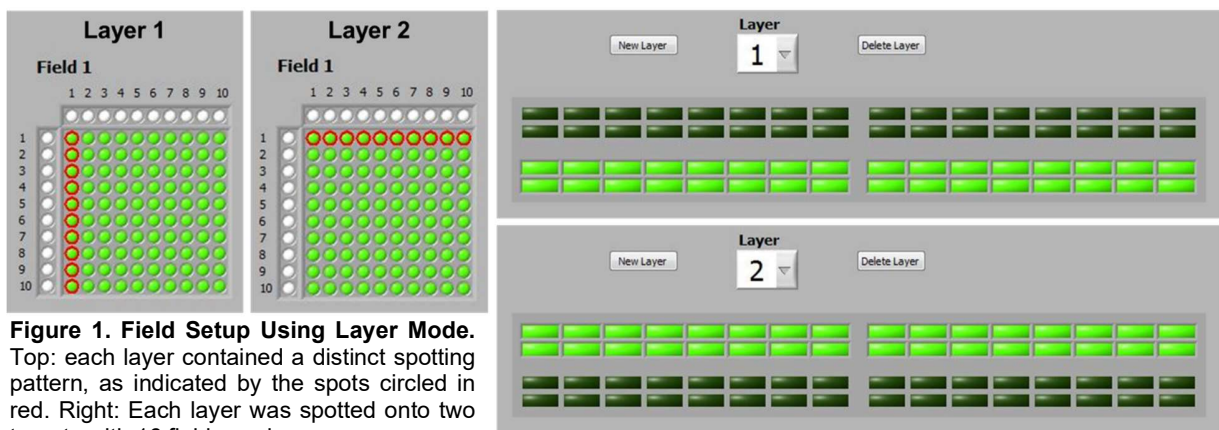 Layer 1
Field 1
1 2 3 4 5 6 7 8 9 10
1
2
3
4
5
6
7
8
9
10
Layer 2
Field 1
1 2 3 4 5 6 7 8 9 10
1
2
3
4
5
6
7
8
9
10
Figure 1. Field Setup Using Layer Mode.
Top: each layer contained a distinct spotting
pattern, as indicated by the spots circled in
red. Right: Each layer was spotted onto two
Layer
New Layer 1 Delete Layer
Layer
New Layer 2 Delete Layer